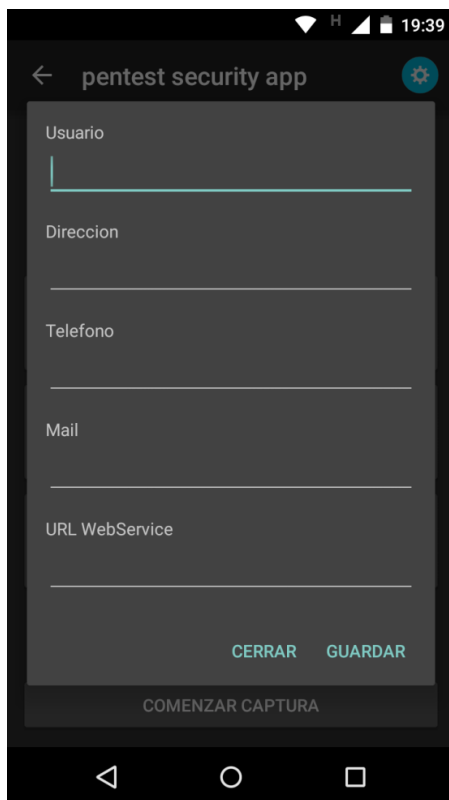 H 19:39
pentest security app
Usuario
Direccion
Telefono
Mail
URL WebService
CERRAR GUARDAR
COMENZAR CAPTURA